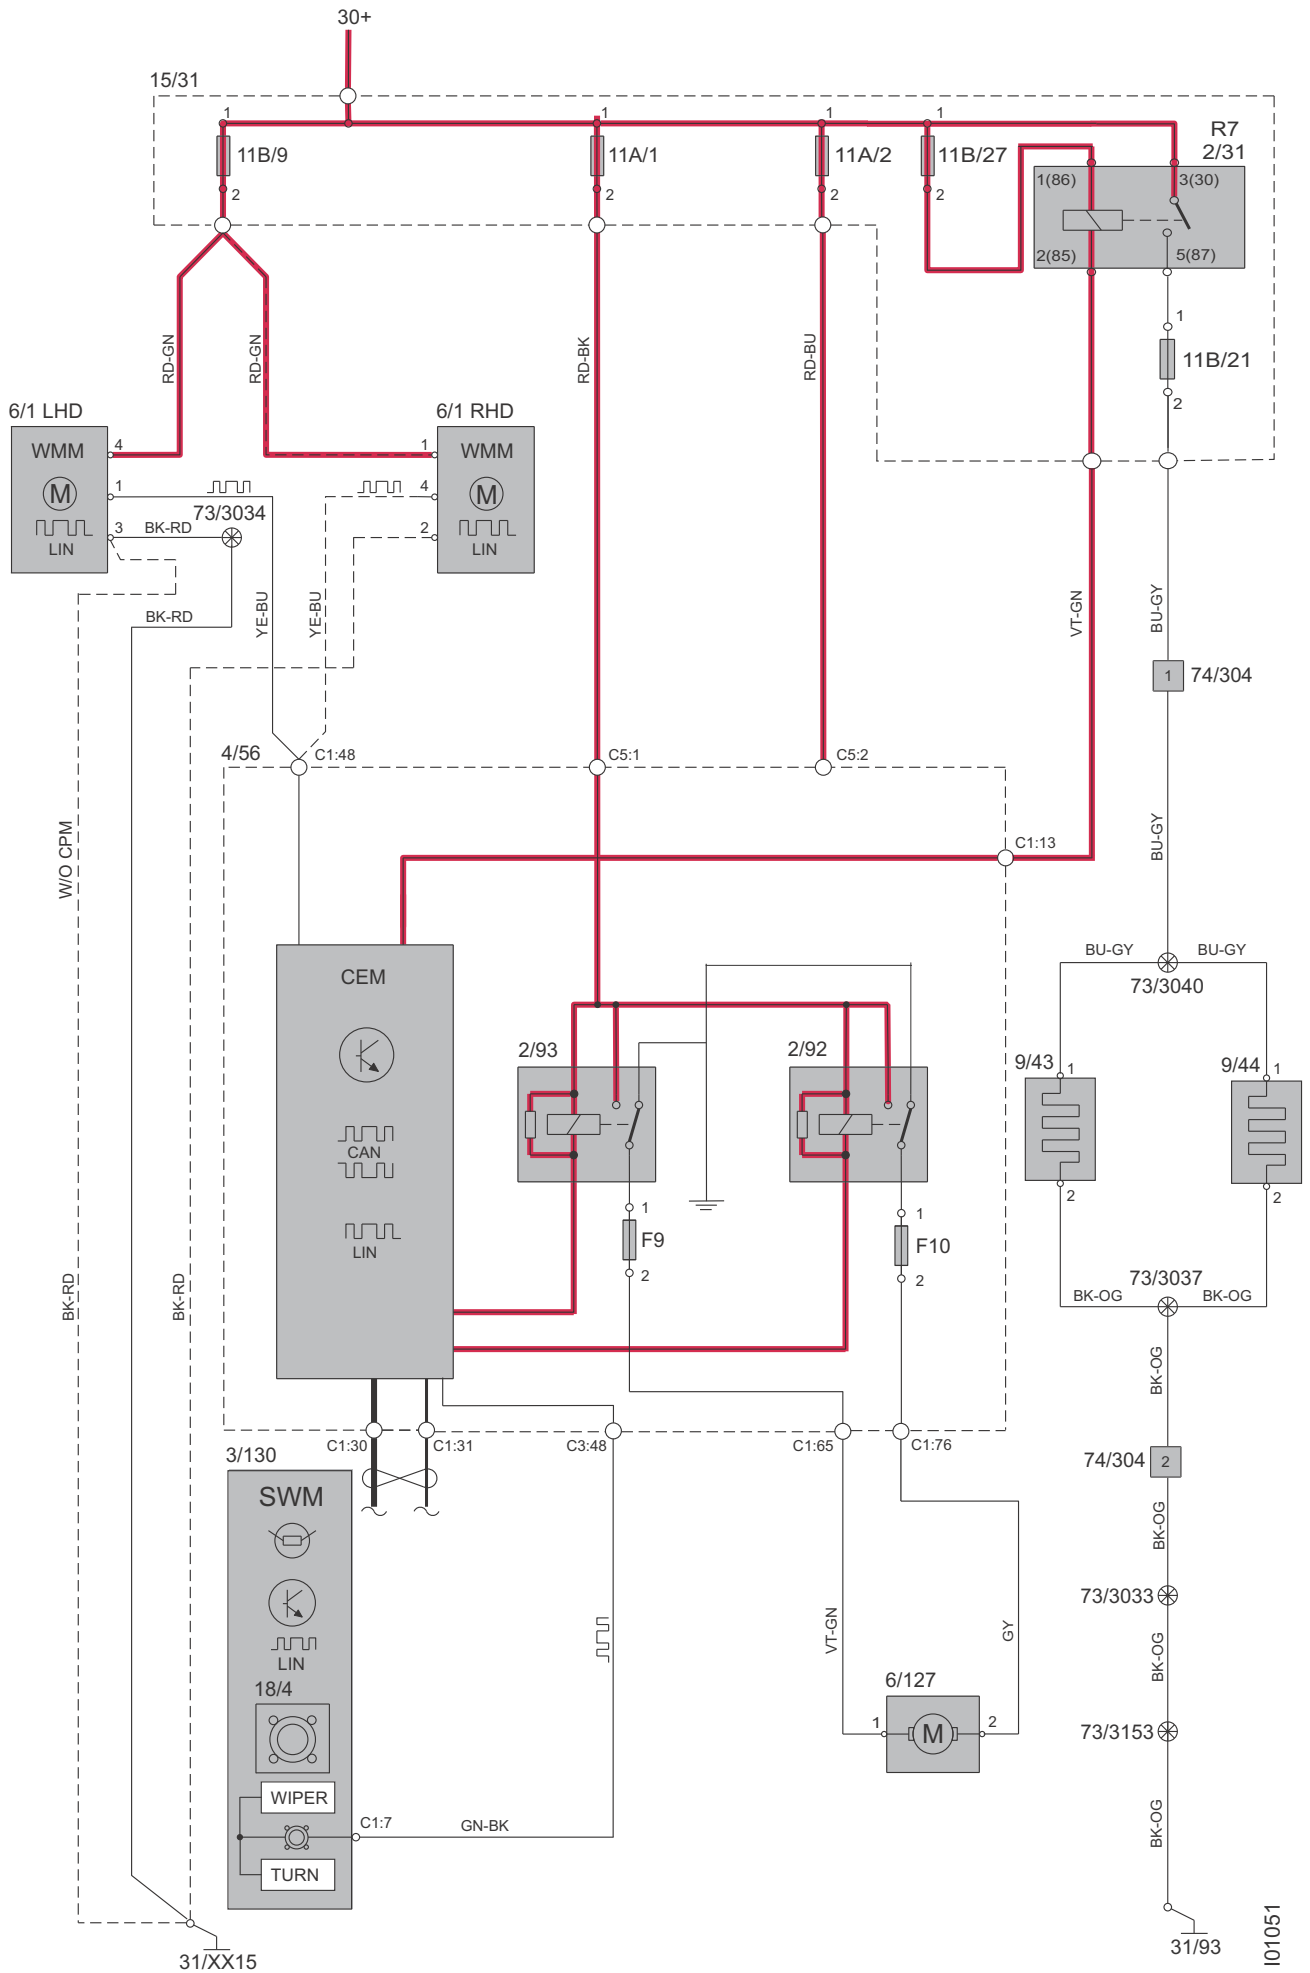 30+
15/31
1
1
1
1
R7
2/31
11B/9
11A/1
11A/2
11B/27
1(86)
3(30)
2
2
2
2
2(85)
5(87)
1
11B/21
2
RD-GN
RD-GN
RD-BK
RD-BU
6/1 LHD
6/1 RHD
WMM
4
1
WMM
M
1
4
M
73/3034
3
BK-RD
2
LIN
LIN
BK-RD
YE-BU
YE-BU
VT-GN
BU-GY
1
74/304
4/56
C1:48
C5:1
C5:2
W/O CPM
C1:13
BU-GY
CEM
BU-GY
BU-GY
73/3040
2/93
2/92
9/43
1
9/44
1
CAN
2
2
1
1
F9
F10
LIN
2
2
73/3037
BK-RD
BK-RD
BK-OG
BK-OG
BK-OG
C1:30
C1:31
C3:48
C1:65
C1:76
3/130
74/304
2
SWM
BK-OG
73/3033
VT-GN
GY
BK-OG
LIN
18/4
6/127
1
M
2
73/3153
WIPER
C1:7
GN-BK
BK-OG
TURN
31/XX15
31/93
I01051